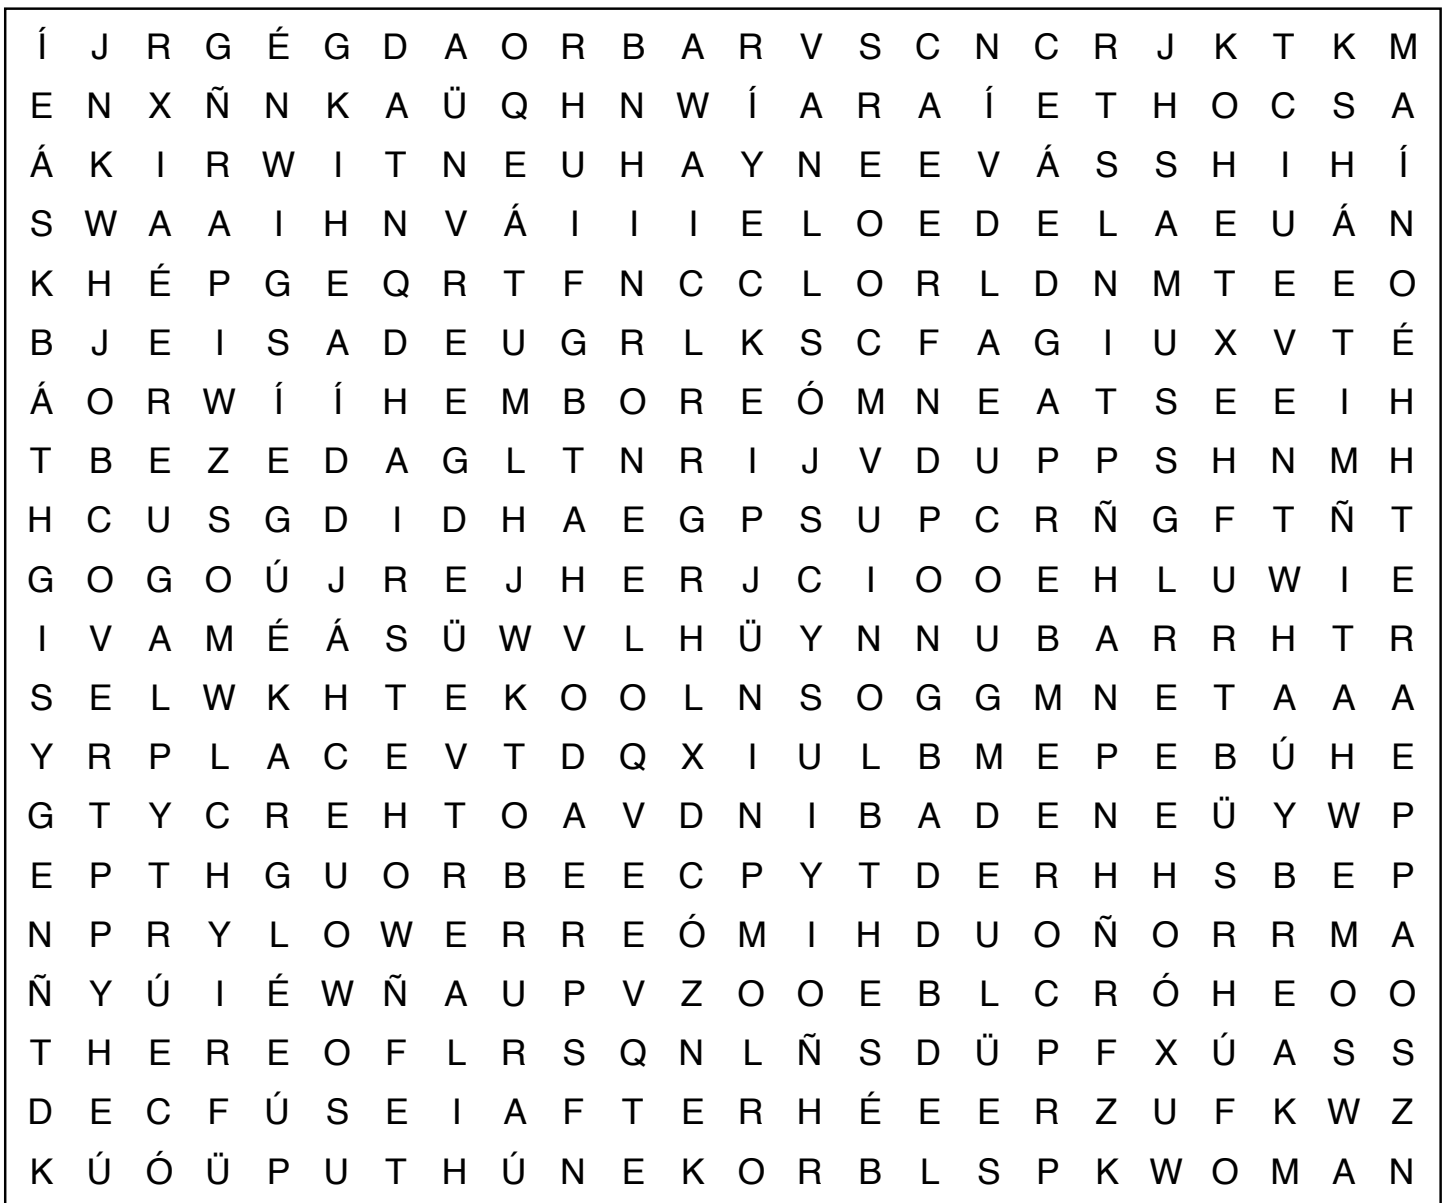 Í J R G É G D A O R B A R V S C N C R J K T K M
E N X Ñ N K A Ü Q H N W Í A R A Í E T H O C S A
Á K I R W I T N E U H A Y N E E V Á S S H I H Í
S W A A I H N V Á I I I E L O E D E L A E U Á N
K H É P G E Q R T F N C C L O R L D N M T E E O
B J E I S A D E U G R L K S C F A G I U X V T É
Á O R W Í Í H E M B O R E Ó M N E A T S E E I H
T B E Z E D A G L T N R I J V D U P P S H N M H
H C U S G D I D H A E G P S U P C R Ñ G F T Ñ T
G O G O Ú J R E J H E R J C I O O E H L U W I E
I V A M É Á S Ü W V L H Ü Y N N U B A R R H T R
S E L W K H T E K O O L N S O G G M N E T A A A
Y R P L A C E V T D Q X I U L B M E P E B Ú H E
G T Y C R E H T O A V D N I B A D E N E Ü Y W P
E P T H G U O R B E E C P Y T D E R H H S B E P
N P R Y L O W E R R E Ó M I H D U O Ñ O R R M A
Ñ Y Ú I É W Ñ A U P V Z O O E B L C R Ó H E O O
T H E R E O F L R S Q N L Ñ S D Ü P F X Ú A S S
D E C F Ú S E I A F T E R H É E E R Z U F K W Z
K Ú Ó Ü P U T H Ú N E K O R B L S P K W O M A N